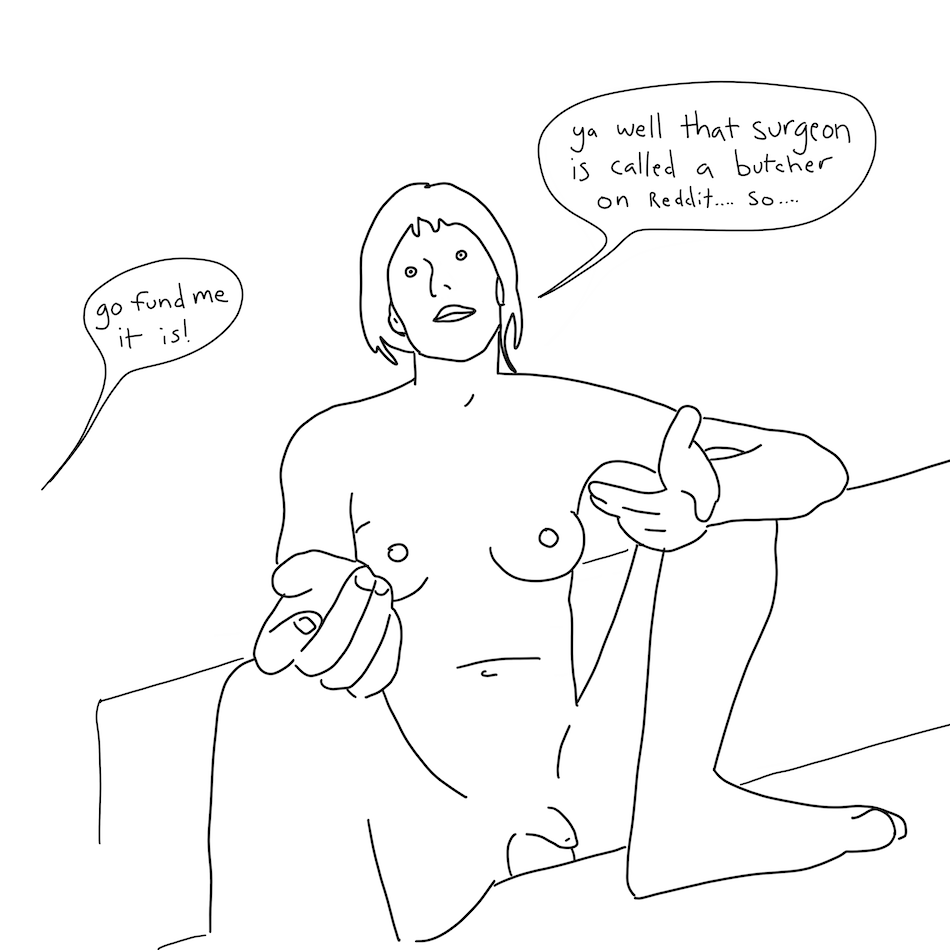 ya well that surgeon
is called a butcher
on Reddit.... so....
go fund me
it is!